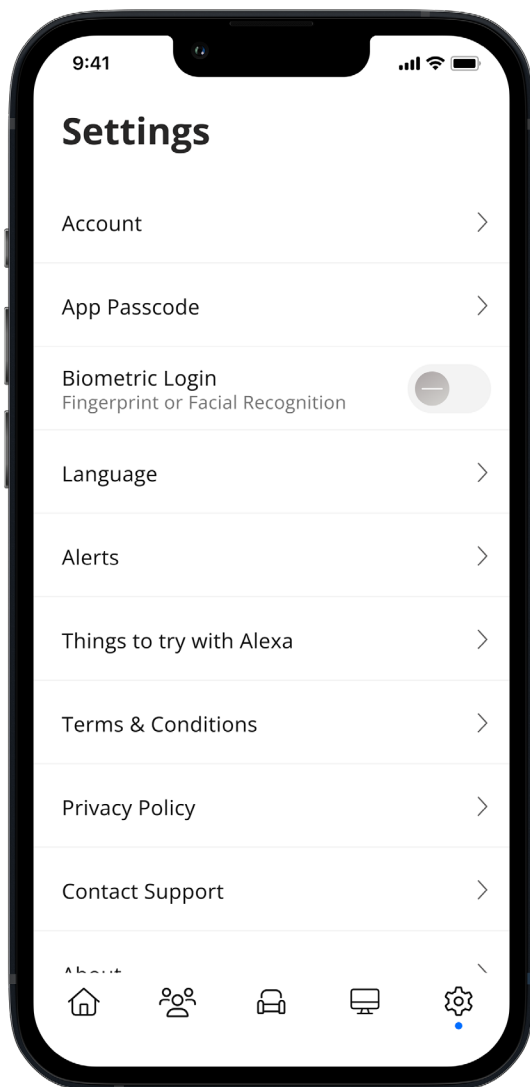 9:41
Settings
Account
App Passcode
Biometric Login
Fingerprint or Facial Recognition
Language
Alerts
Things to try with Alexa
Terms & Conditions
Privacy Policy
Contact Support
About